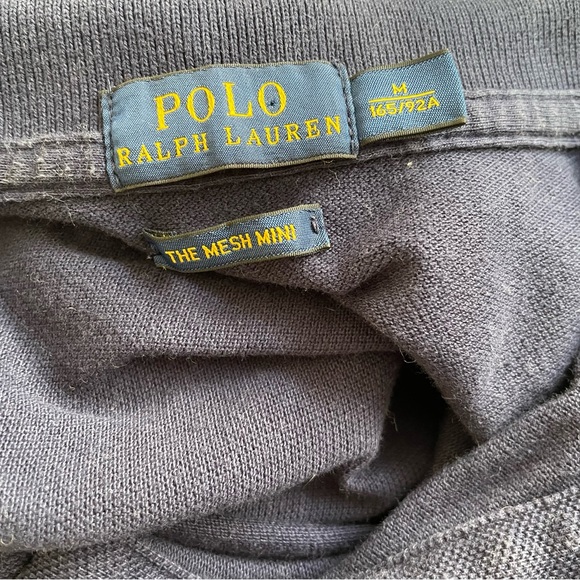 POLO
RALPH LAUREN
M
165/92A
THE MESH MINI